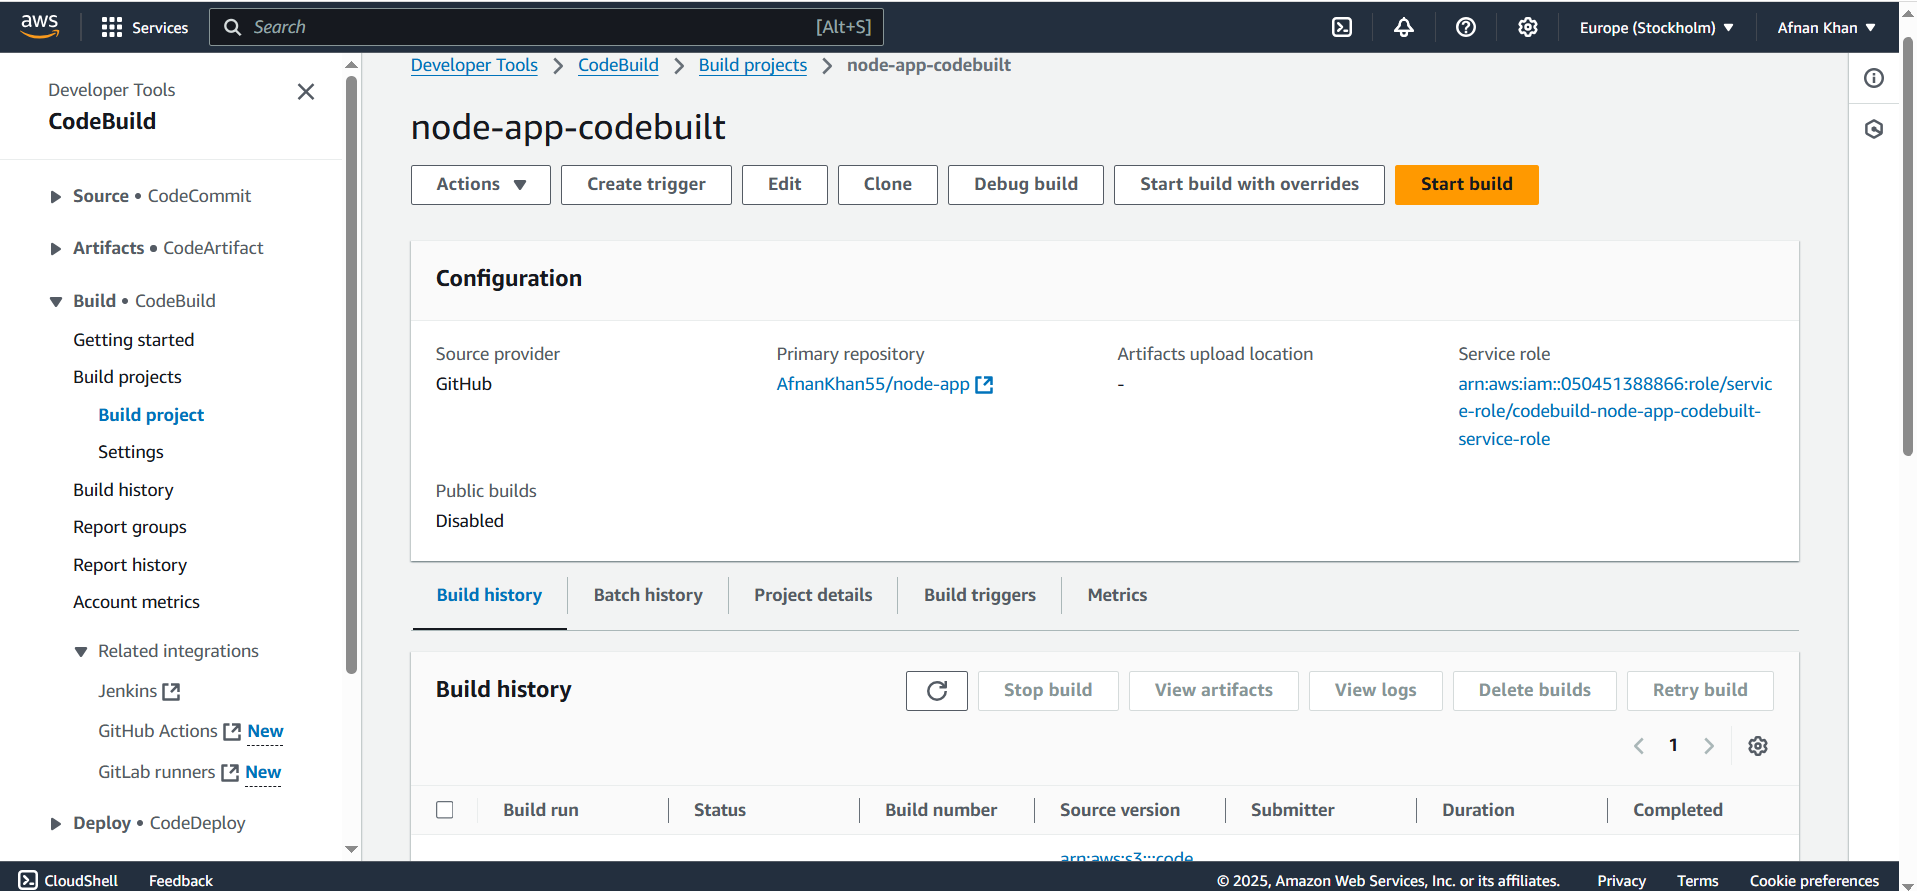 aws
Services
Search
[Alt+S]
Europe (Stockholm)
Afnan Khan
Developer Tools
CodeBuild
Source • CodeCommit
Artifacts • CodeArtifact
Build • CodeBuild
Getting started
Build projects
Build project
Settings
Build history
Report groups
Report history
Account metrics
Related integrations
Jenkins
GitHub Actions New
GitLab runners New
Deploy • CodeDeploy
Developer Tools > CodeBuild > Build projects > node-app-codebuilt
node-app-codebuilt
Actions
Create trigger
Edit
Clone
Debug build
Start build with overrides
Start build
Configuration
Source provider
GitHub
Primary repository
AfnanKhan55/node-app
Artifacts upload location
-
Service role
arn:aws:iam::050451388866:role/servic
e-role/codebuild-node-app-codebuilt-
service-role
Public builds
Disabled
Build history
Batch history
Project details
Build triggers
Metrics
Build history
Stop build
View artifacts
View logs
Delete builds
Retry build
1
Build run
Status
Build number
Source version
Submitter
Duration
Completed
arn:aws:s3:::code
CloudShell
Feedback
© 2025, Amazon Web Services, Inc. or its affiliates.
Privacy
Terms
Cookie preferences